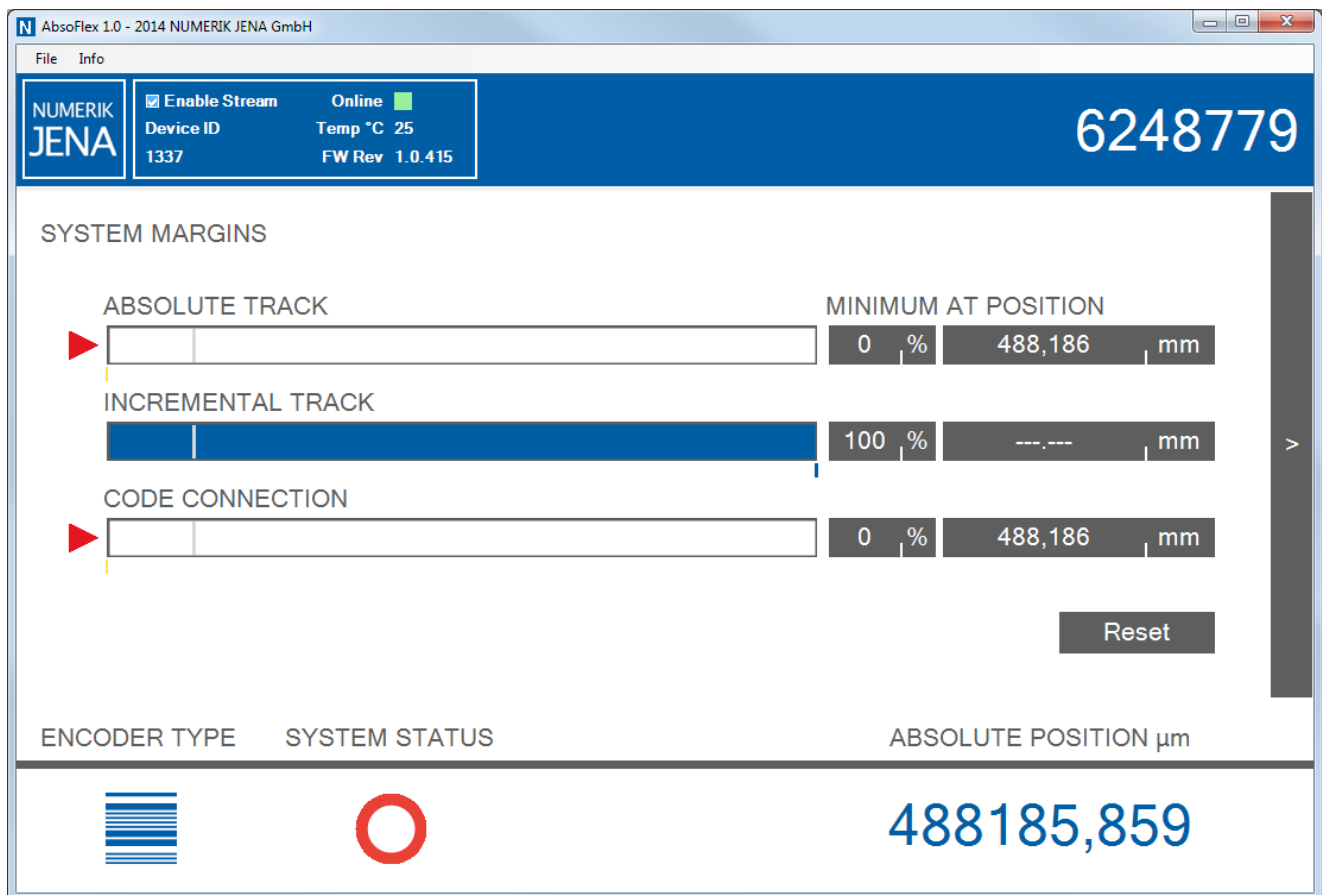 N AbsoFlex 1.0 - 2014 NUMERIK JENA GmbH
File Info
NUMERIK
JENA
Enable Stream Online
Device ID Temp °C 25
1337 FW Rev 1.0.415
6248779
SYSTEM MARGINS
ABSOLUTE TRACK MINIMUM AT POSITION
0 % 488,186 mm
INCREMENTAL TRACK
100 % ---.--- mm
>
CODE CONNECTION
0 % 488,186 mm
Reset
ENCODER TYPE SYSTEM STATUS ABSOLUTE POSITION µm
488185,859